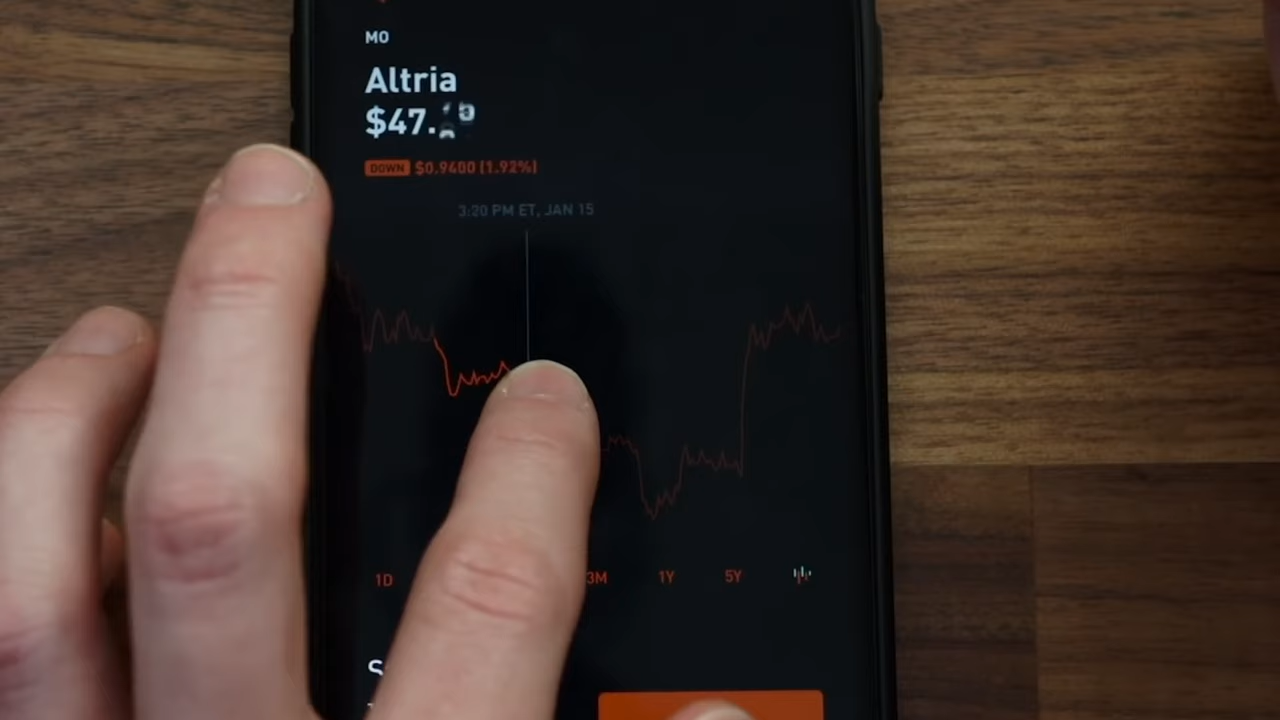 MO
Altria
DOWN $0.9400 (1.92%)
3:20 PM ET, JAN 15
1D 3M 1Y 5Y